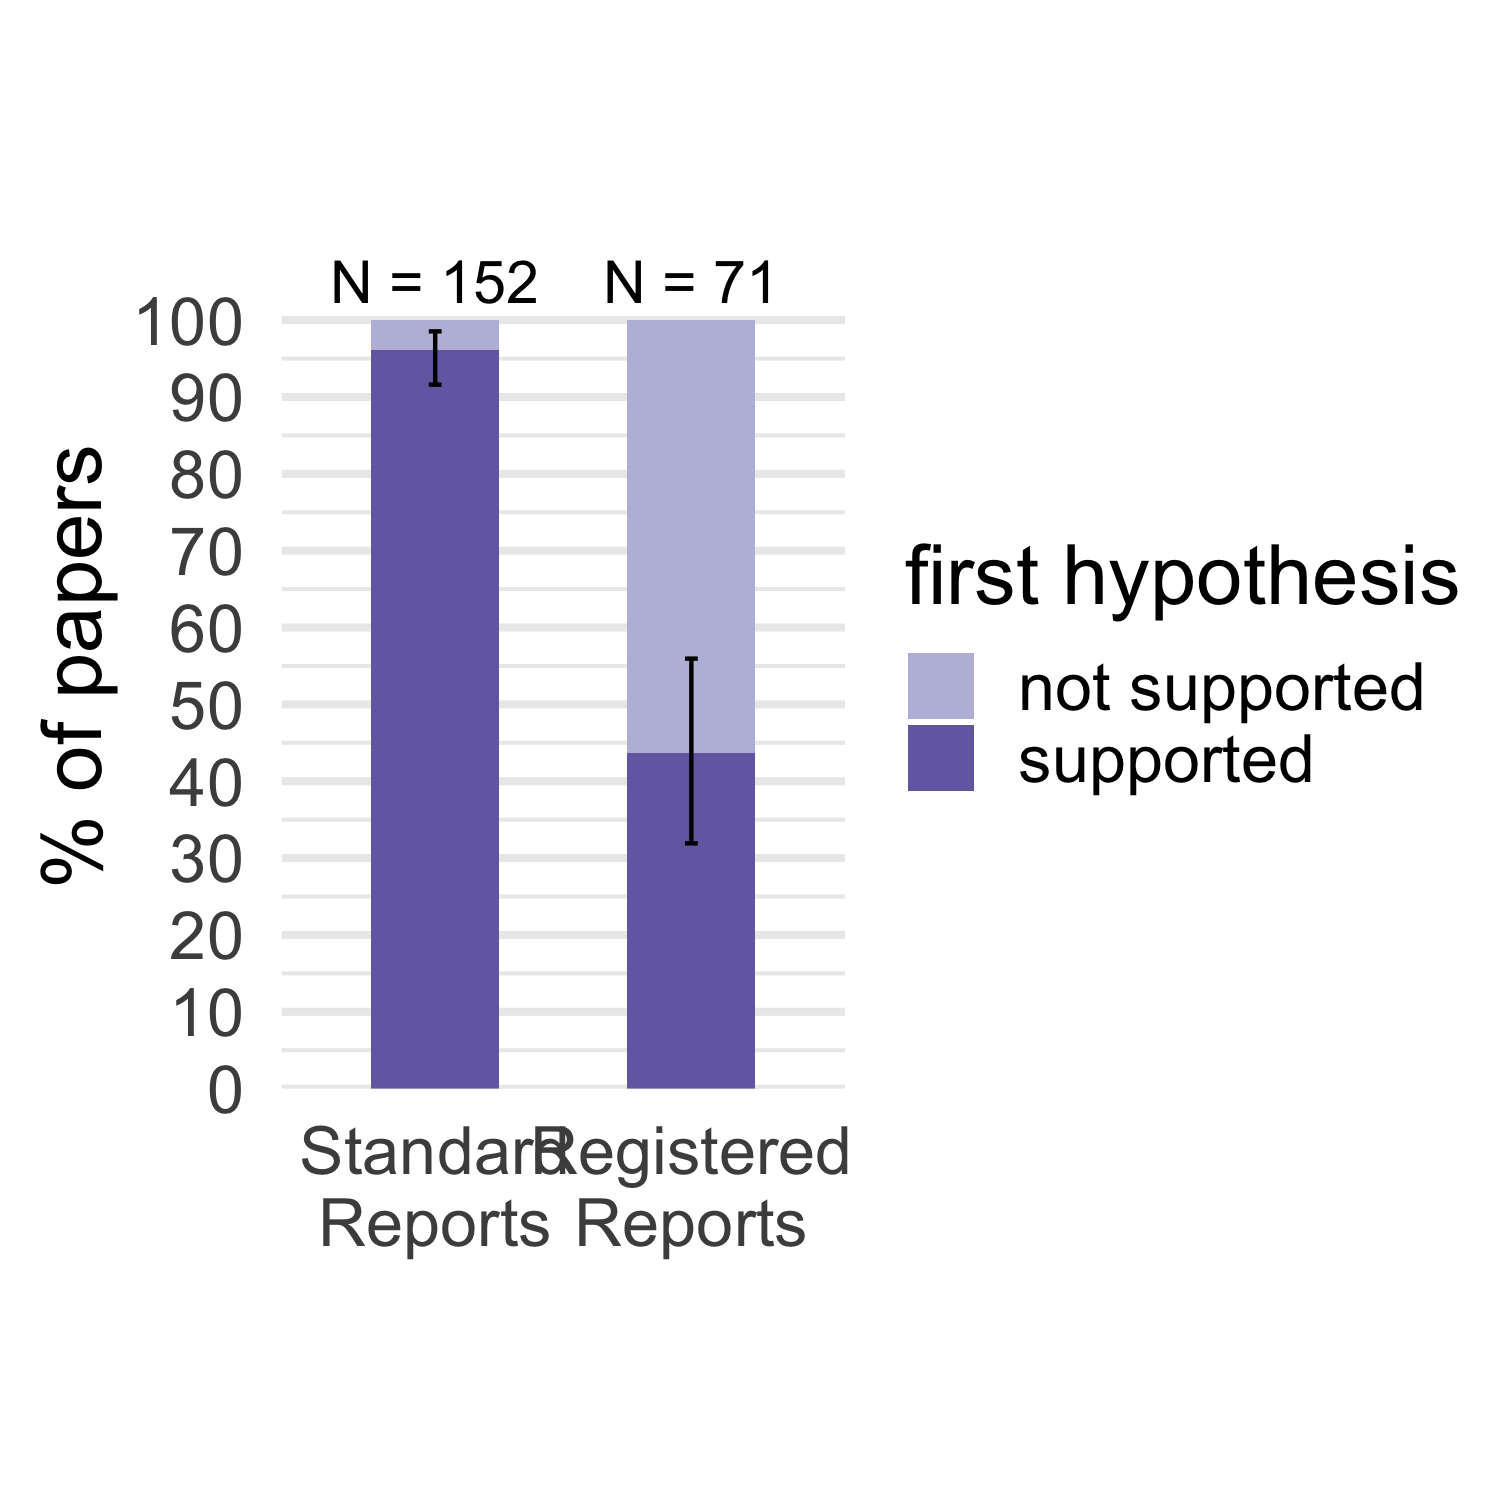 N = 152
N = 71
% of papers
100
90
80
70
60
50
40
30
20
10
0
Standard
Reports
Registered
Reports
first hypothesis
not supported
supported